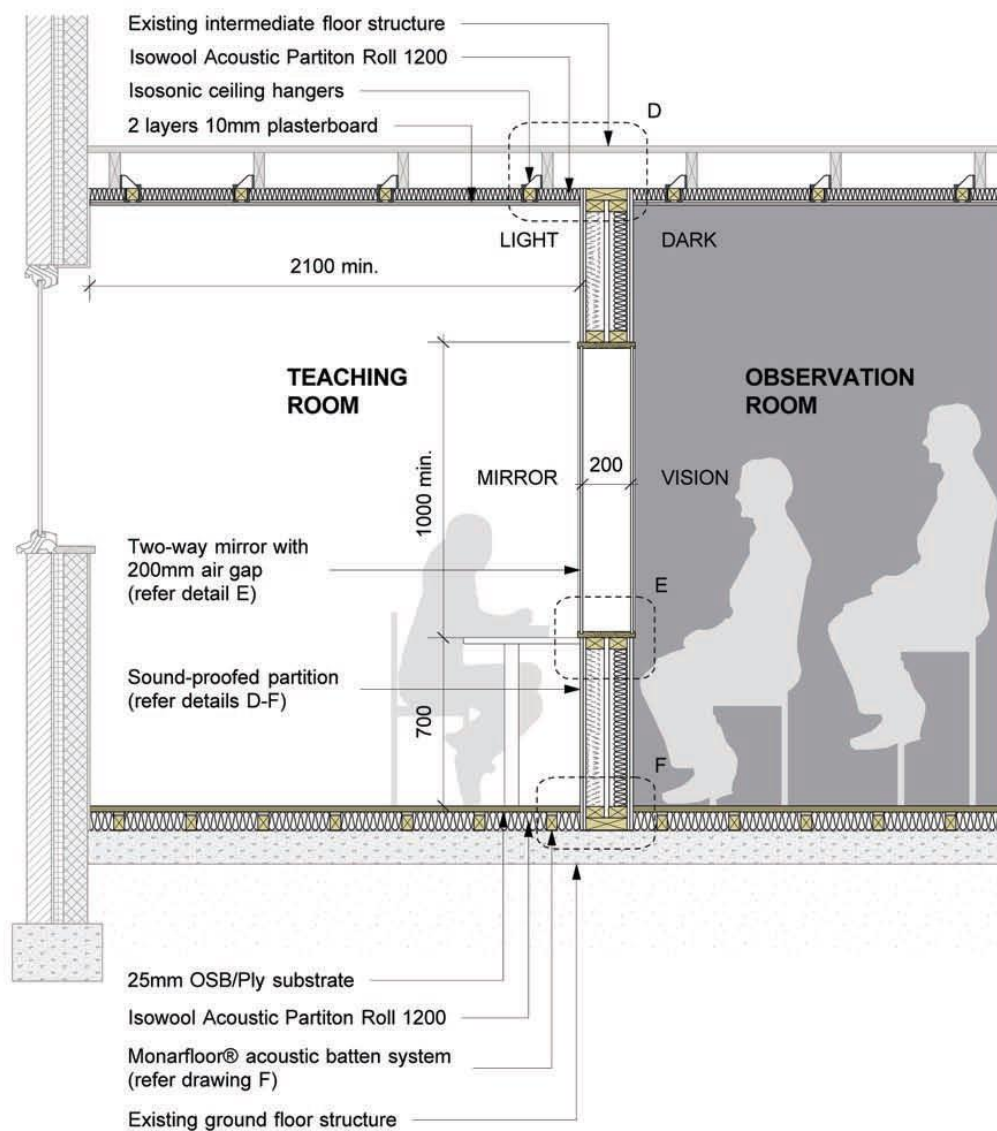 Existing intermediate floor structure
Isowool Acoustic Partiton Roll 1200
Isosonic ceiling hangers
2 layers 10mm plasterboard
D
LIGHT
DARK
2100 min.
TEACHING
ROOM
OBSERVATION
ROOM
1000 min.
MIRROR
200
VISION
Two-way mirror with
200mm air gap
(refer detail E)
E
Sound-proofed partition
(refer details D-F)
700
F
25mm OSB/Ply substrate
Isowool Acoustic Partiton Roll 1200
Monarfloor® acoustic batten system
(refer drawing F)
Existing ground floor structure